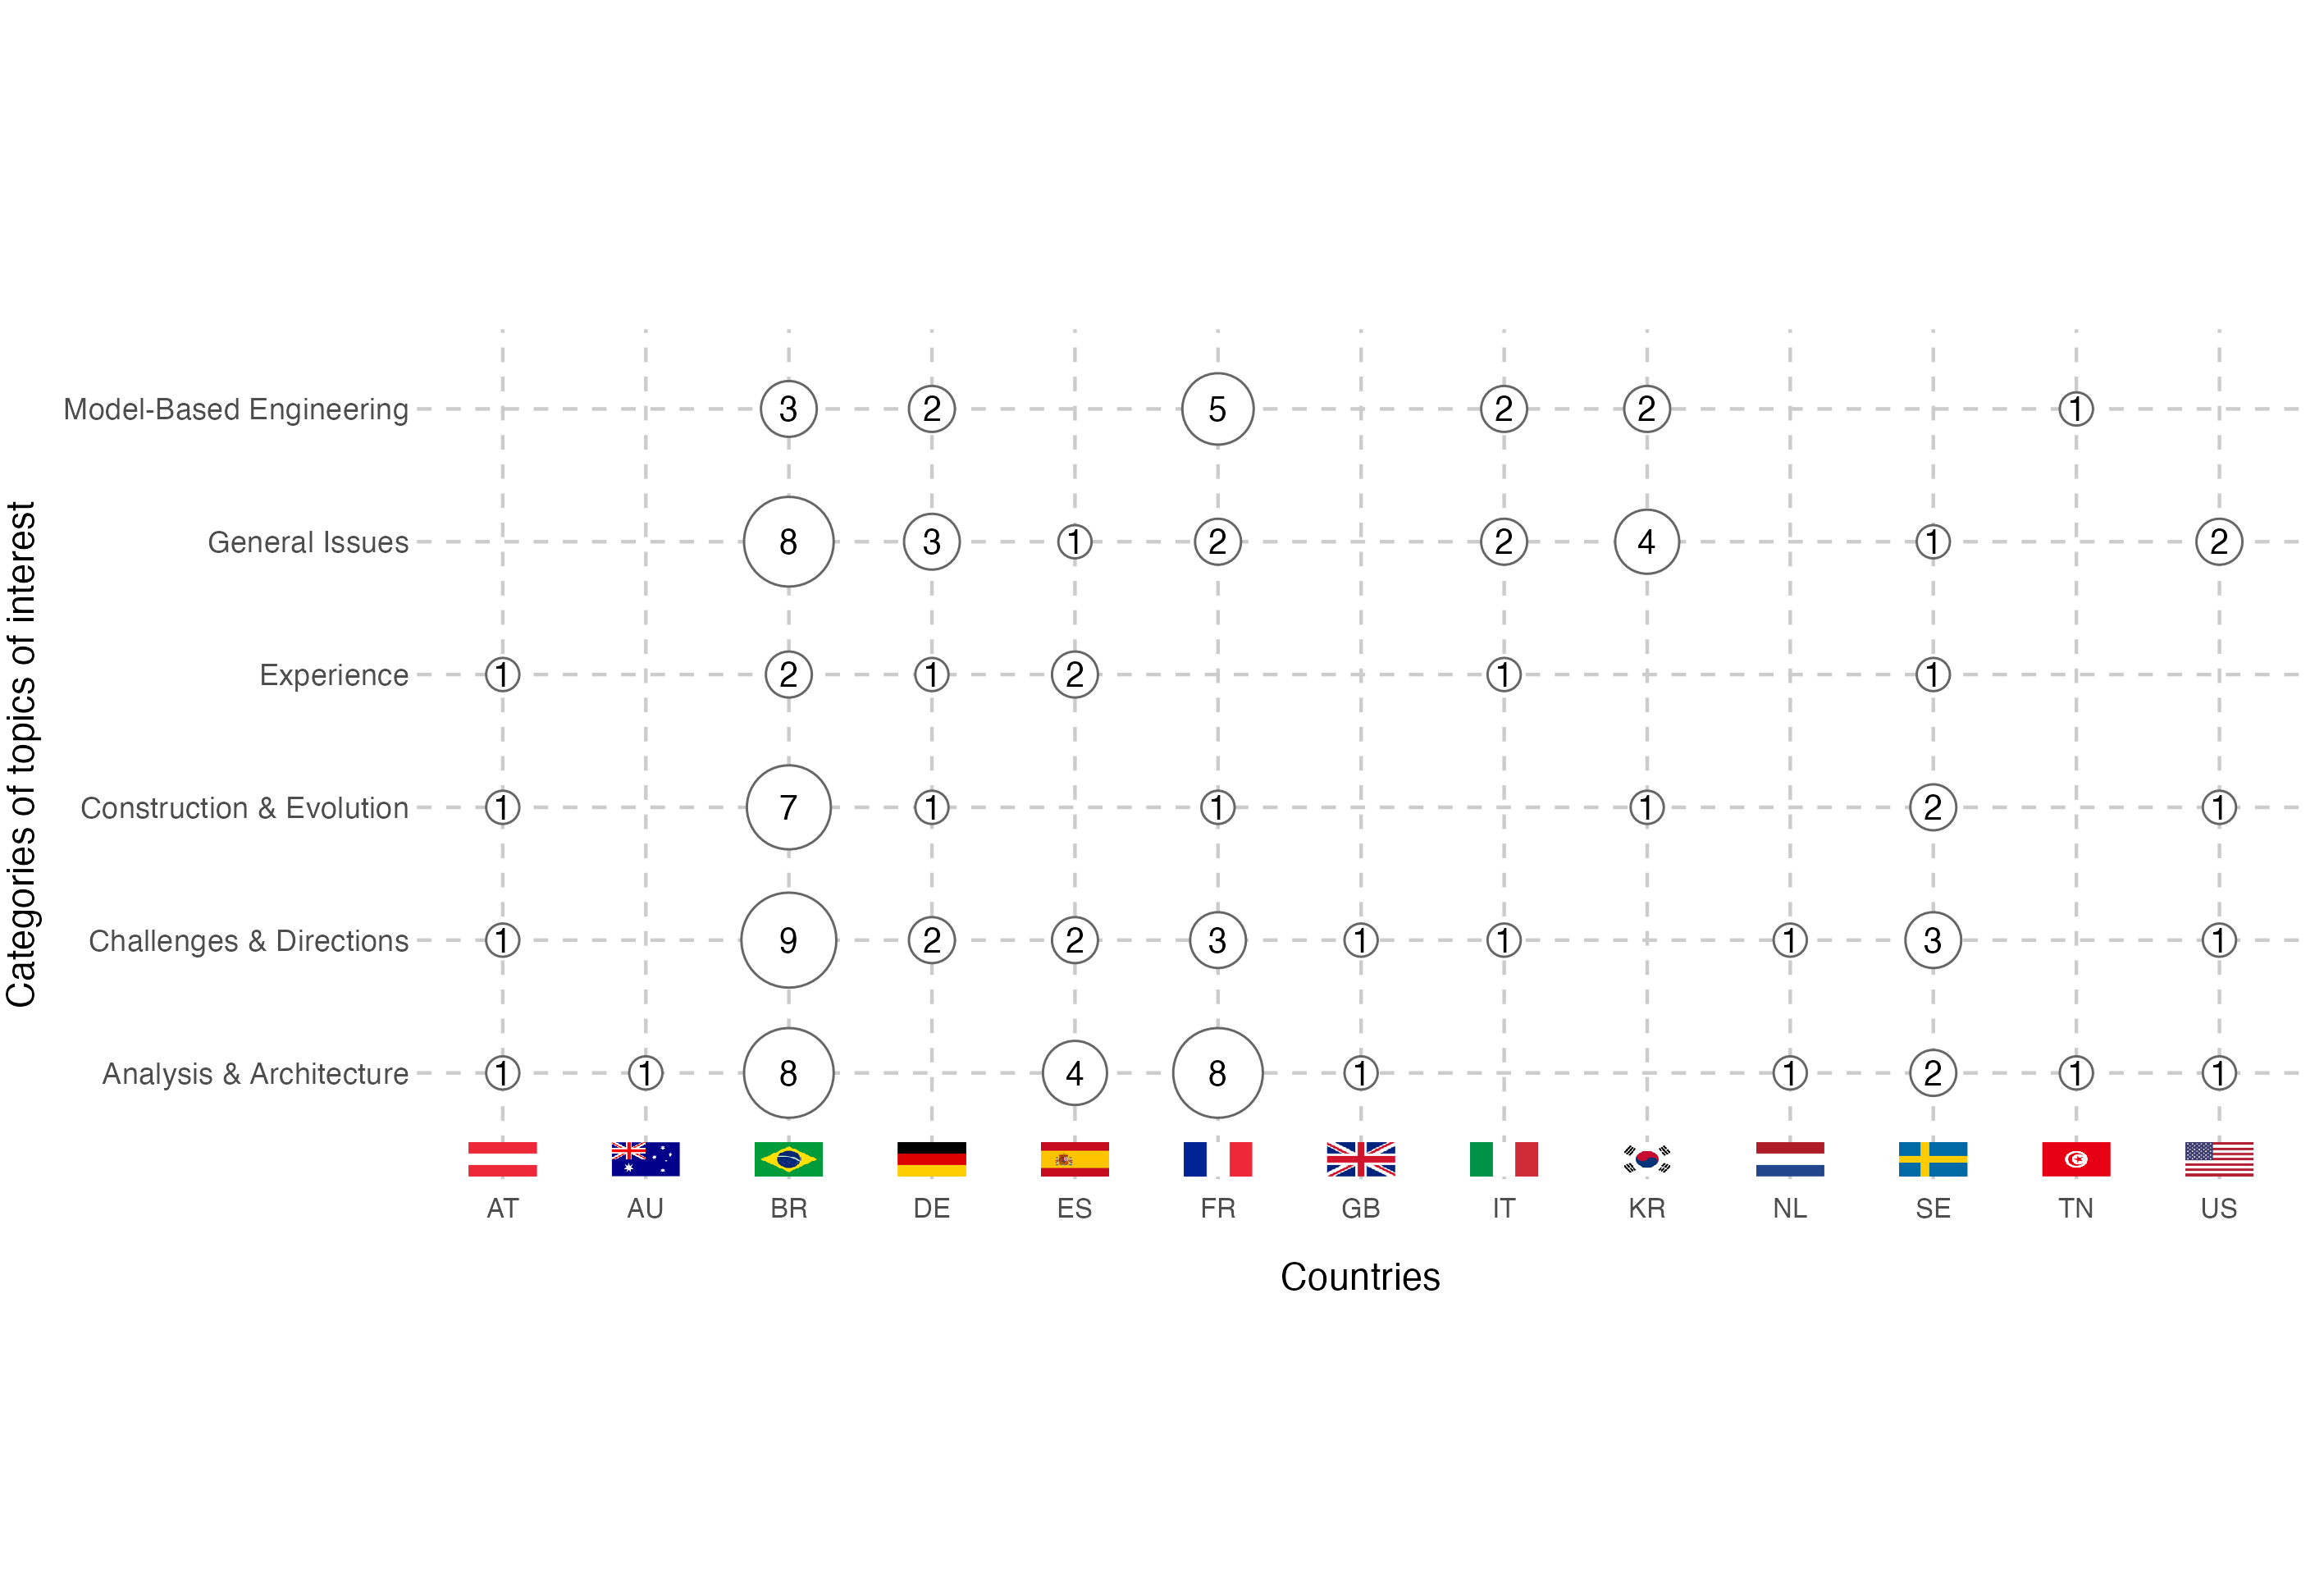 Categories of topics of interest
Model-Based Engineering 3 2 5 2 2 1
General Issues 8 3 1 2 2 4 1 2
Experience 1 2 1 2 1 1
Construction & Evolution 1 7 1 1 1 2 1
Challenges & Directions 1 9 2 2 3 1 1 1 3 1
Analysis & Architecture 1 1 8 4 8 1 1 2 1 1
AT AU BR DE ES FR GB IT KR NL SE TN US
Countries